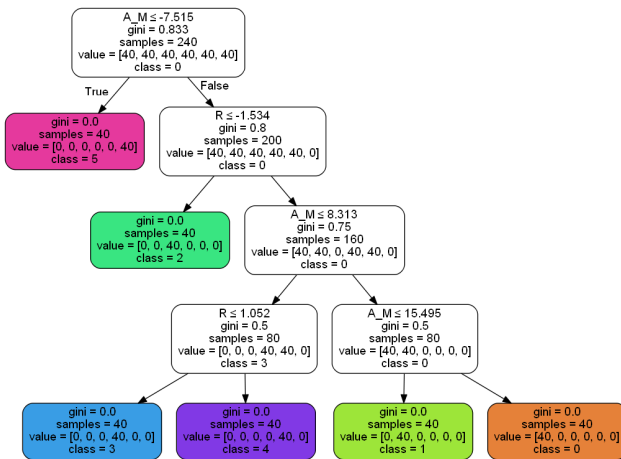 A_M ≤ -7.515
gini = 0.833
samples = 240
value = [40, 40, 40, 40, 40, 40]
class = 0
True
False
gini = 0.0
samples = 40
value = [0, 0, 0, 0, 0, 40]
class = 5
R ≤ -1.534
gini = 0.8
samples = 200
value = [40, 40, 40, 40, 40, 0]
class = 0
gini = 0.0
samples = 40
value = [0, 0, 40, 0, 0, 0]
class = 2
A_M ≤ 8.313
gini = 0.75
samples = 160
value = [40, 40, 0, 40, 40, 0]
class = 0
R ≤ 1.052
gini = 0.5
samples = 80
value = [0, 0, 0, 40, 40, 0]
class = 3
A_M ≤ 15.495
gini = 0.5
samples = 80
value = [40, 40, 0, 0, 0, 0]
class = 0
gini = 0.0
samples = 40
value = [0, 0, 0, 40, 0, 0]
class = 3
gini = 0.0
samples = 40
value = [0, 0, 0, 0, 40, 0]
class = 4
gini = 0.0
samples = 40
value = [0, 40, 0, 0, 0, 0]
class = 1
gini = 0.0
samples = 40
value = [40, 0, 0, 0, 0, 0]
class = 0